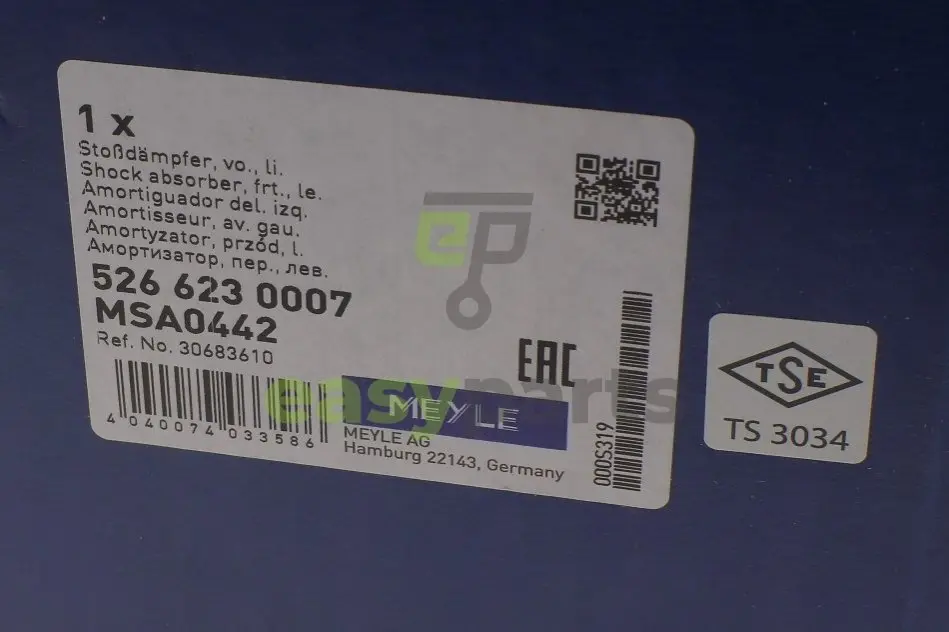 1 x
Stoßdämpfer, vo., li.
Shock absorber, frt., le.
Amortiguador del. izq.
Amortisseur, av. gau.
Amortyzator, przód, l.
Амортизатор, пер., лев.
526 623 0007
MSA0442
Ref. No. 30683610
4 040074 033586
ep
EAC
easyparts
MEYLE
MEYLE AG
Hamburg 22143, Germany
000S319
TSE
TS 3034